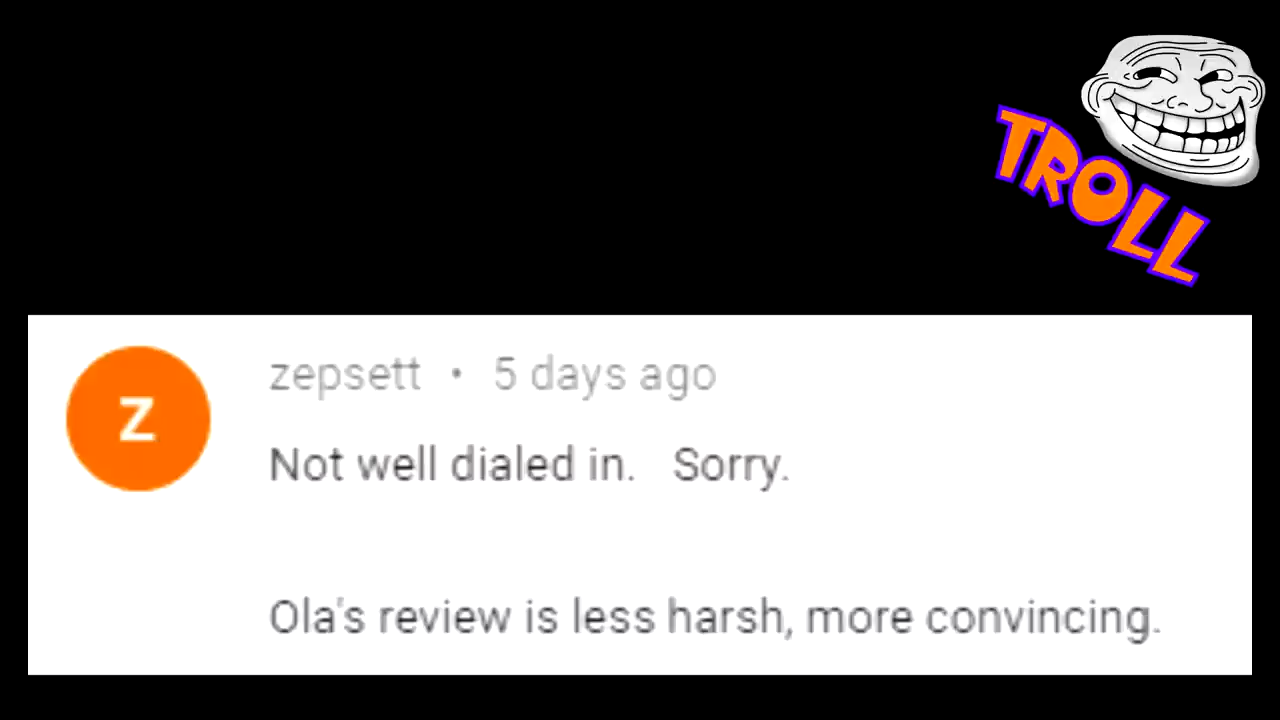 TROLL
Z
zepsett • 5 days ago
Not well dialed in. Sorry.
Ola's review is less harsh, more convincing.